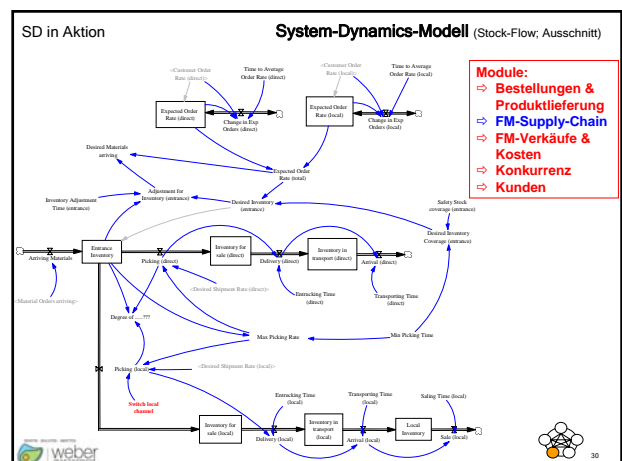 SD in Aktion
System-Dynamics-Modell (Stock-Flow; Ausschnitt)
<Customer Order
Rate (direct)>
Time to Average
Order Rate (direct)
<Customer Order
Rate (local)>
Time to Average
Order Rate (local)
Module:
⇨ Bestellungen &
Produktlieferung
⇨ FM-Supply-Chain
⇨ FM-Verkäufe &
Kosten
⇨ Konkurrenz
⇨ Kunden
Expected Order
Rate (direct)
Change in Exp
Orders (direct)
Expected Order
Rate (local)
Change in Exp
Orders (local)
Desired Materials
arriving
Expected Order
Rate (total)
Inventory Adjustment
Time (entrance)
Adjustment for
Inventory (entrance)
Desired Inventory
(entrance)
Safety Stock
coverage (entrance)
Desired Inventory
Coverage (entrance)
Arriving Materials
Entrance
Inventory
Picking (direct)
Inventory for
sale (direct)
Delivery (direct)
Inventory in
transport (direct)
Arrival (direct)
<Material Orders arriving>
<Desired Shipment Rate (direct)>
Entrucking Time
(direct)
Transporting Time
(direct)
Degree of .....???
Max Picking Rate
Min Picking Time
Picking (local)
<Desired Shipment Rate (local)>
Switch local
channel
Entrucking Time
(local)
Transporting Time
(local)
Saling Time (local)
Inventory for
sale (local)
Delivery (local)
Inventory in
transport
(local)
Arrival (local)
Local
Inventory
Sale (local)
weber
30